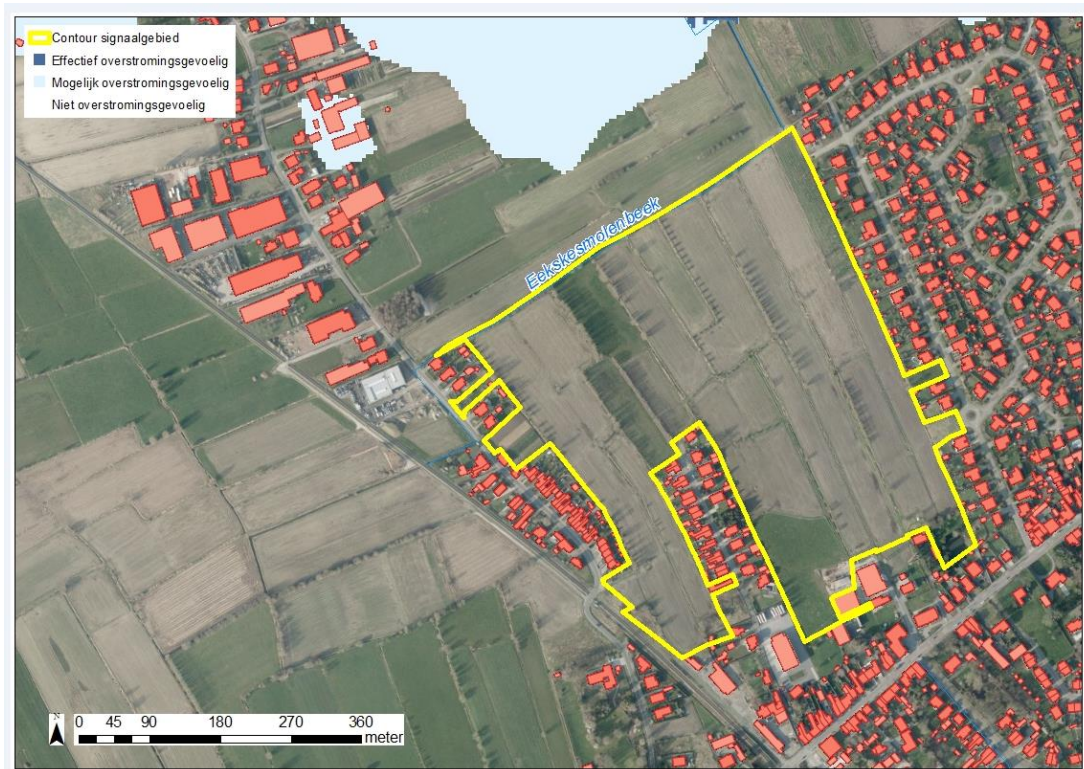 Contour signaalgebied
Effectief overstromingsgevoelig
Mogelijk overstromingsgevoelig
Niet overstromingsgevoelig
Eekskesmolenbeek
0 45 90 180 270 360
meter